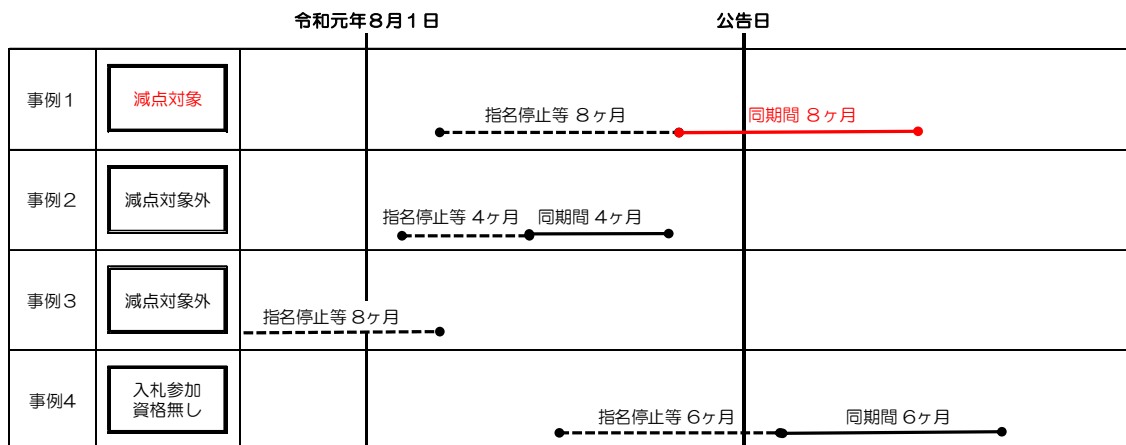 令和元年８月１日
公告日
事例１
減点対象
指名停止等 ８ヶ月
同期間 ８ヶ月
事例２
減点対象外
指名停止等 ４ヶ月
同期間 ４ヶ月
事例３
減点対象外
指名停止等 ８ヶ月
事例４
入札参加
資格無し
指名停止等 ６ヶ月
同期間 ６ヶ月